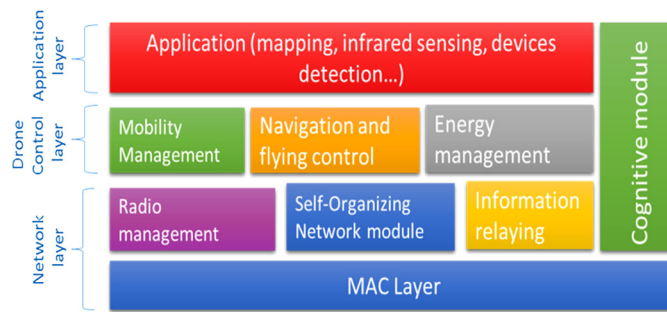 Application
layer
Application (mapping, infrared sensing, devices
detection...)
Cognitive module
Drone
Control
layer
Mobility
Management
Navigation and
flying control
Energy
management
Network
layer
Radio
management
Self-Organizing
Network module
Information
relaying
MAC Layer